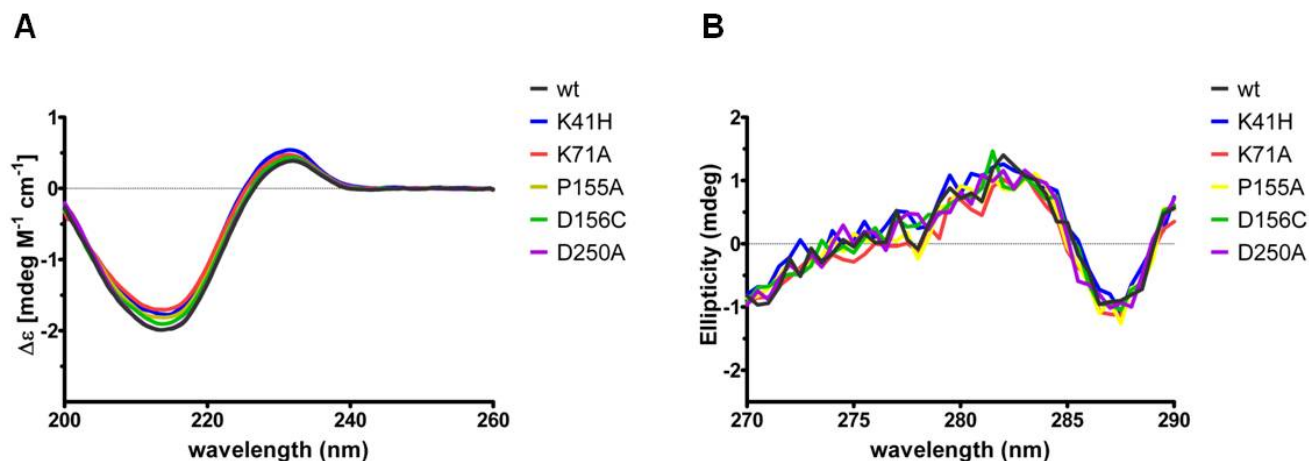 A
wt
K41H
K71A
P155A
D156C
D250A
1
0
-1
-2
Δε [mdeg M⁻¹ cm⁻¹]
200
220
240
260
wavelength (nm)
B
wt
K41H
K71A
P155A
D156C
D250A
2
1
0
-1
-2
Ellipticity (mdeg)
270
275
280
285
290
wavelength (nm)